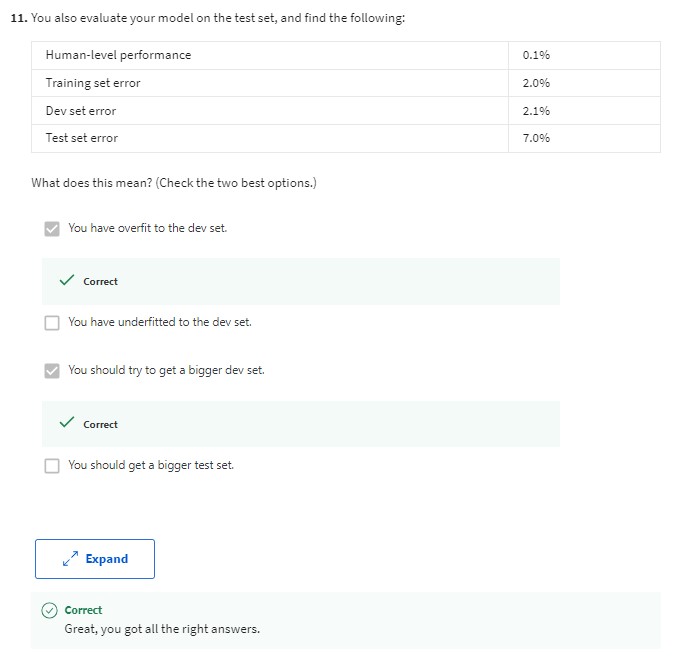 11. You also evaluate your model on the test set, and find the following:
Human-level performance 0.1%
Training set error 2.0%
Dev set error 2.1%
Test set error 7.0%
What does this mean? (Check the two best options.)
You have overfit to the dev set.
Correct
You have underfitted to the dev set.
You should try to get a bigger dev set.
Correct
You should get a bigger test set.
Expand
Correct
Great, you got all the right answers.